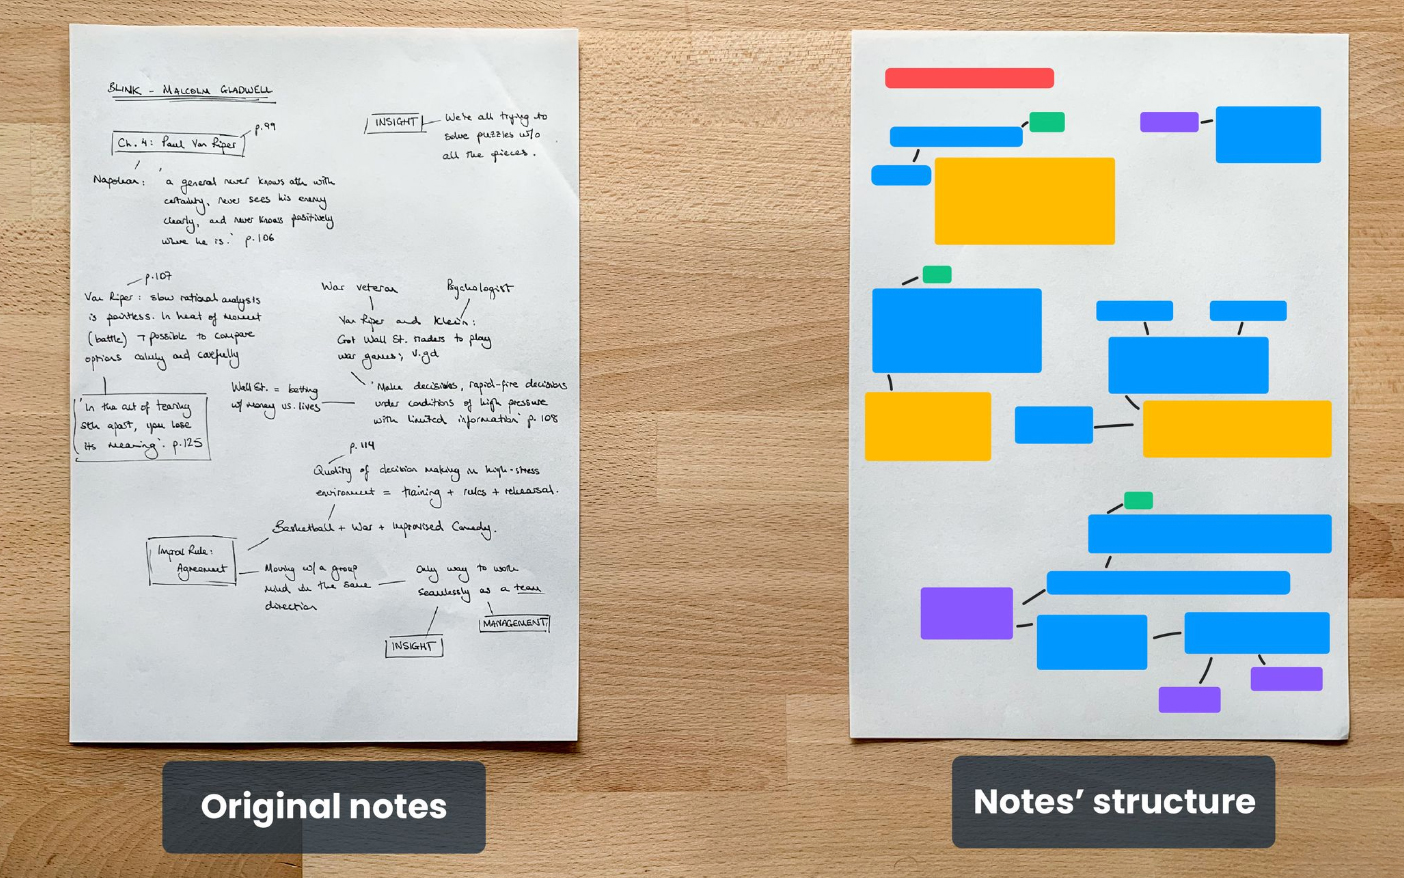 BLINK - MALCOLM GLADWELL
p.99
Ch. 4: Paul Van Riper
INSIGHT
We're all trying to
solve puzzles w/o
all the pieces.
Napoleon:
'a general never knows athn with
certainty, never sees his enemy
clearly, and never knows positively
where he is.' p.106
p.107
Van Riper: slow rational analysis
is pointless. In heat of moment
(battle) → possible to compare
options calmly and carefully
'In the act of tearing
sth apart, you lose
its meaning'. p.125
War veteran
Psychologist
Van Riper and Klein:
Got Wall St. traders to play
war games; v.gd
Wall St. = betting
w/ money vs. lives
'Make decisions, rapid-fire decisions
under conditions of high pressure
with limited information' p.108
p.114
Quality of decision making in high-stress
environment = training + rules + rehearsal.
Basketball + War + Improvised Comedy.
Improv Rule:
Agreement
Moving w/ a group
mind in the same
direction
Only way to work
seamlessly as a team
MANAGEMENT
INSIGHT
Original notes
Notes' structure